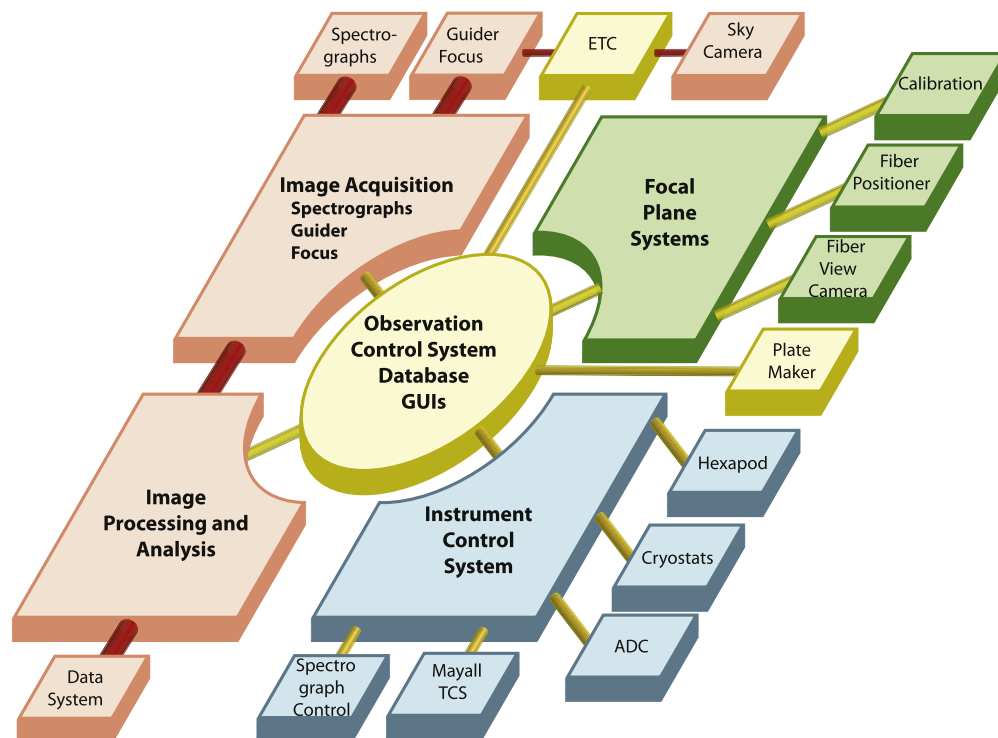 Spectro-
graphs
Guider
Focus
ETC
Sky
Camera
Calibration
Image Acquisition
Spectrographs
Guider
Focus
Focal
Plane
Systems
Fiber
Positioner
Fiber
View
Camera
Observation
Control System
Database
GUIs
Plate
Maker
Hexapod
Image
Processing and
Analysis
Instrument
Control
System
Cryostats
ADC
Data
System
Spectro
graph
Control
Mayall
TCS